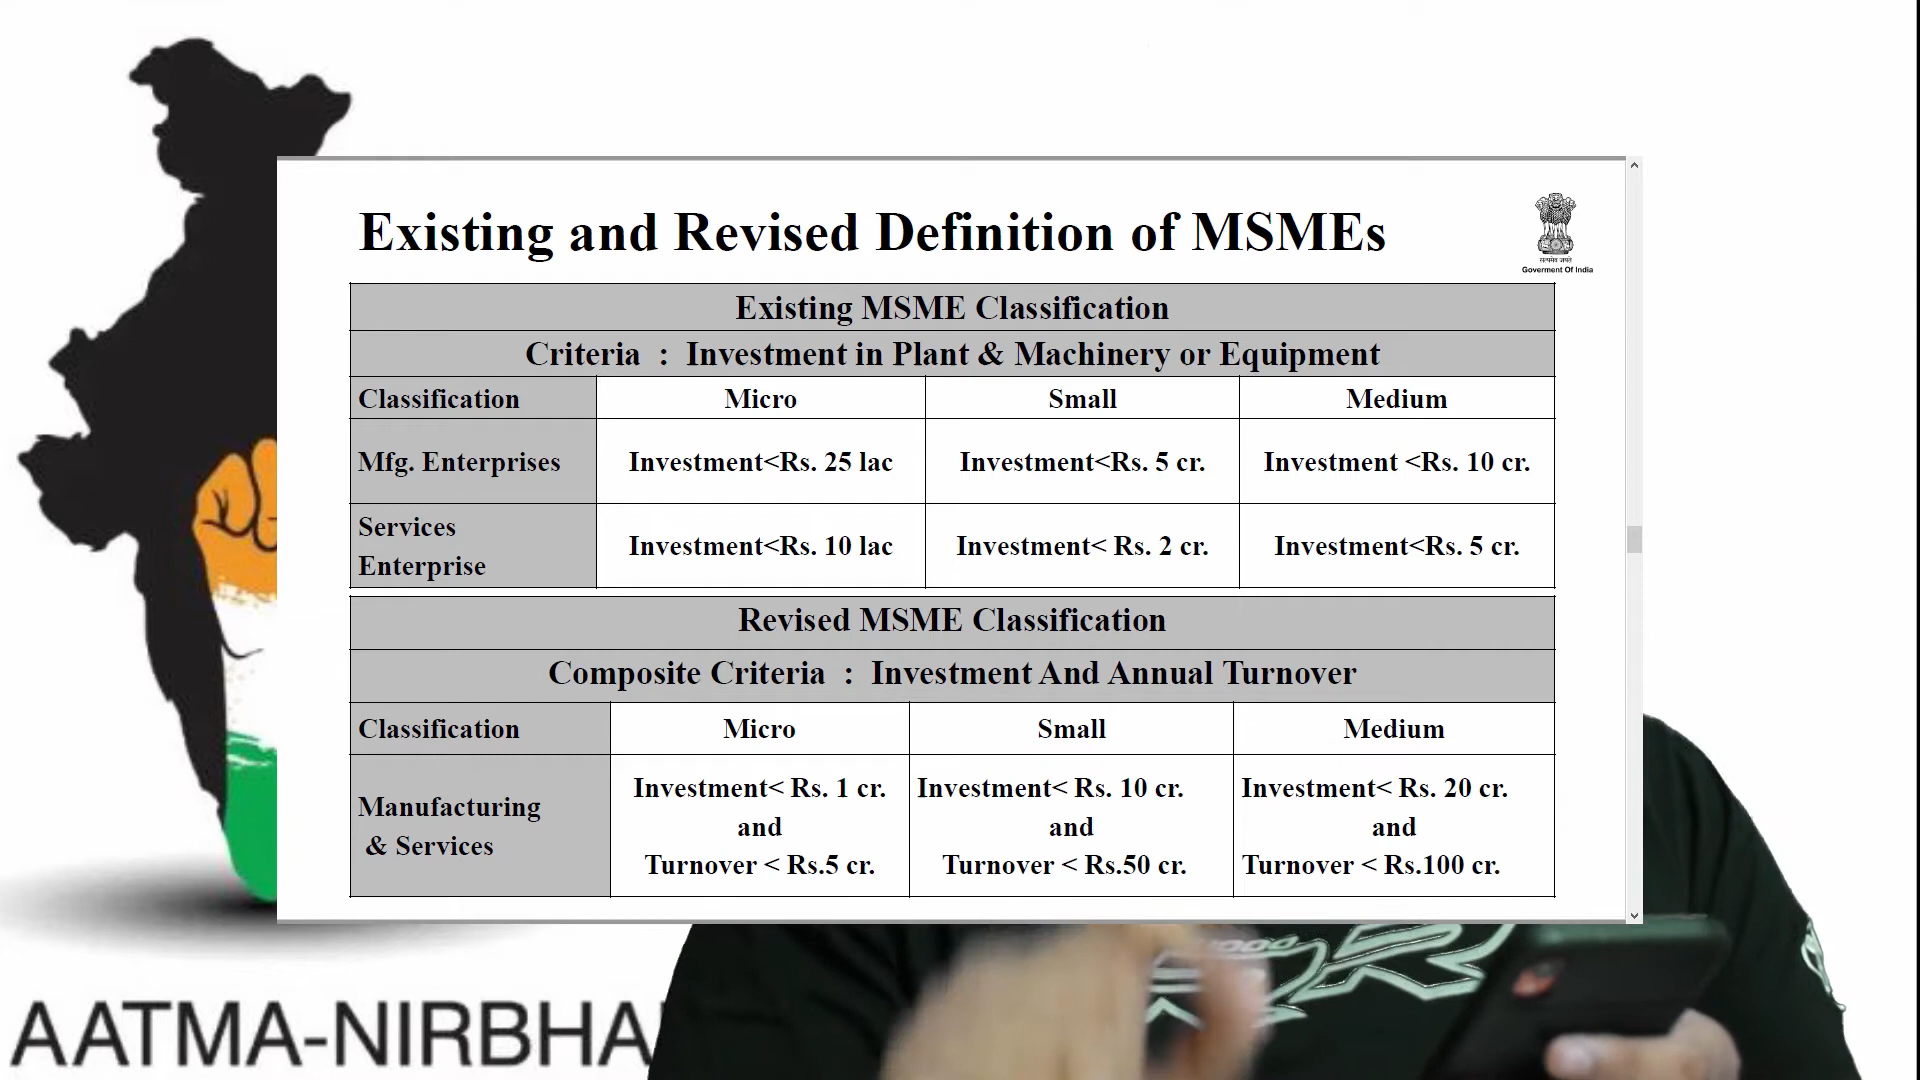 Existing and Revised Definition of MSMEs
सत्यमेव जयते
Goverment Of India
Existing MSME Classification
Criteria : Investment in Plant & Machinery or Equipment
Classification Micro Small Medium
Mfg. Enterprises Investment<Rs. 25 lac Investment<Rs. 5 cr. Investment <Rs. 10 cr.
Services
Enterprise Investment<Rs. 10 lac Investment< Rs. 2 cr. Investment<Rs. 5 cr.
Revised MSME Classification
Composite Criteria : Investment And Annual Turnover
Classification Micro Small Medium
Manufacturing
& Services
Investment< Rs. 1 cr.
and
Turnover < Rs.5 cr.
Investment< Rs. 10 cr.
and
Turnover < Rs.50 cr.
Investment< Rs. 20 cr.
and
Turnover < Rs.100 cr.
AATMA-NIRBHA